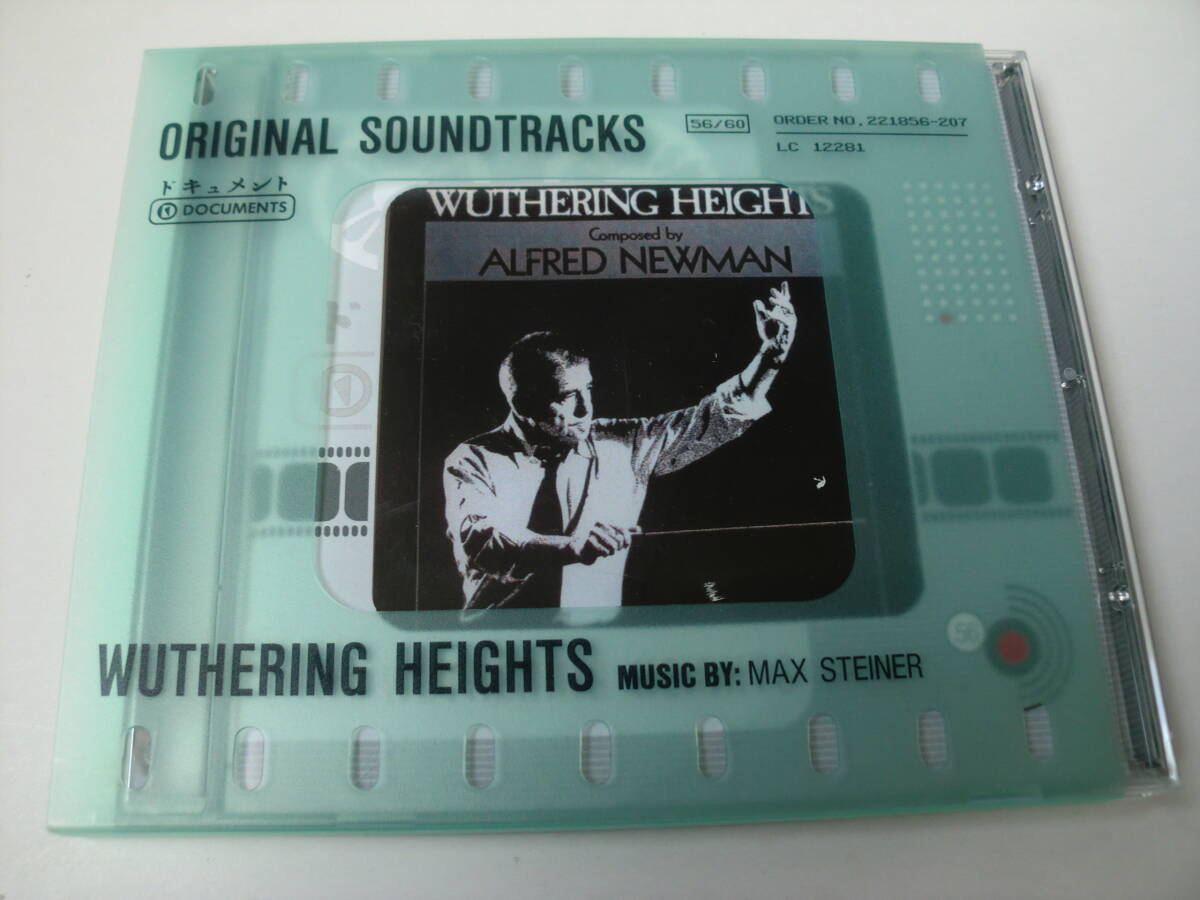 ORIGINAL SOUNDTRACKS
56/60
ORDER NO. 221856-207
LC 12281
ドキュメント
DOCUMENTS
WUTHERING HEIGHTS
Composed by
ALFRED NEWMAN
56
WUTHERING HEIGHTS MUSIC BY: MAX STEINER